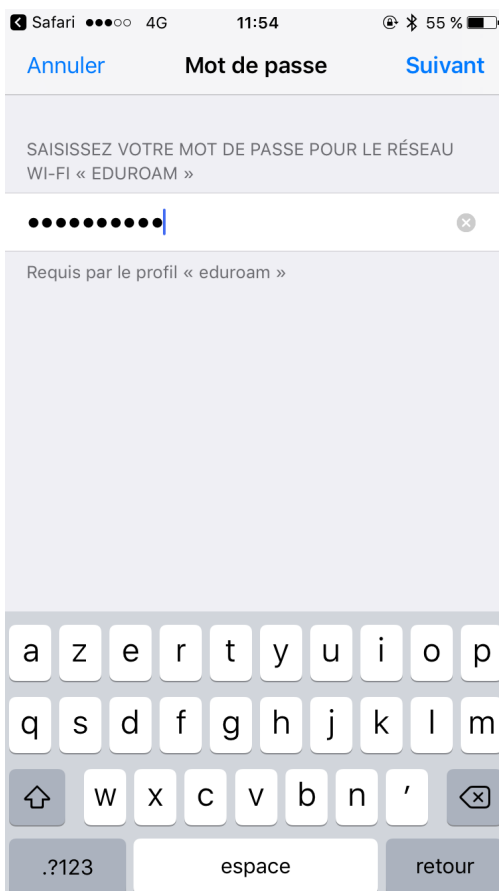 Safari 4G 11:54 55 %
Annuler Mot de passe Suivant
SAISISSEZ VOTRE MOT DE PASSE POUR LE RÉSEAU
WI-FI « EDUROAM »
●●●●●●●●●●
Requis par le profil « eduroam »
a z e r t y u i o p
q s d f g h j k l m
w x c v b n ’
.?123 espace retour